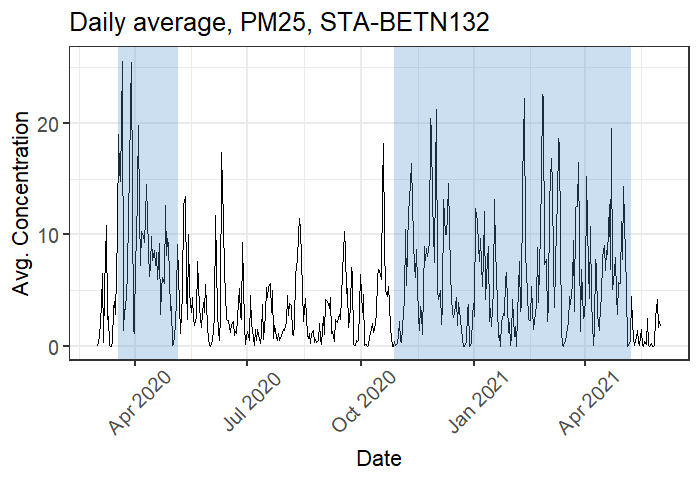 Daily average, PM25, STA-BETN132
Avg. Concentration
20
10
0
Apr 2020
Jul 2020
Oct 2020
Jan 2021
Apr 2021
Date